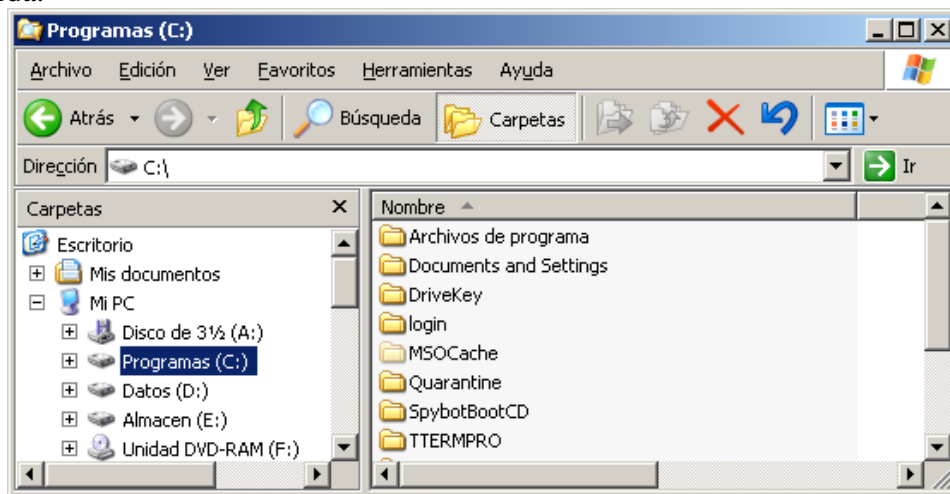 Programas (C:)
Archivo Edición Ver Favoritos Herramientas Ayuda
Atrás Búsqueda Carpetas
Dirección C:\ Ir
Carpetas
Escritorio
Mis documentos
Mi PC
Disco de 3½ (A:)
Programas (C:)
Datos (D:)
Almacen (E:)
Unidad DVD-RAM (F:)
Nombre
Archivos de programa
Documents and Settings
DriveKey
login
MSOCache
Quarantine
SpybotBootCD
TTERMPRO